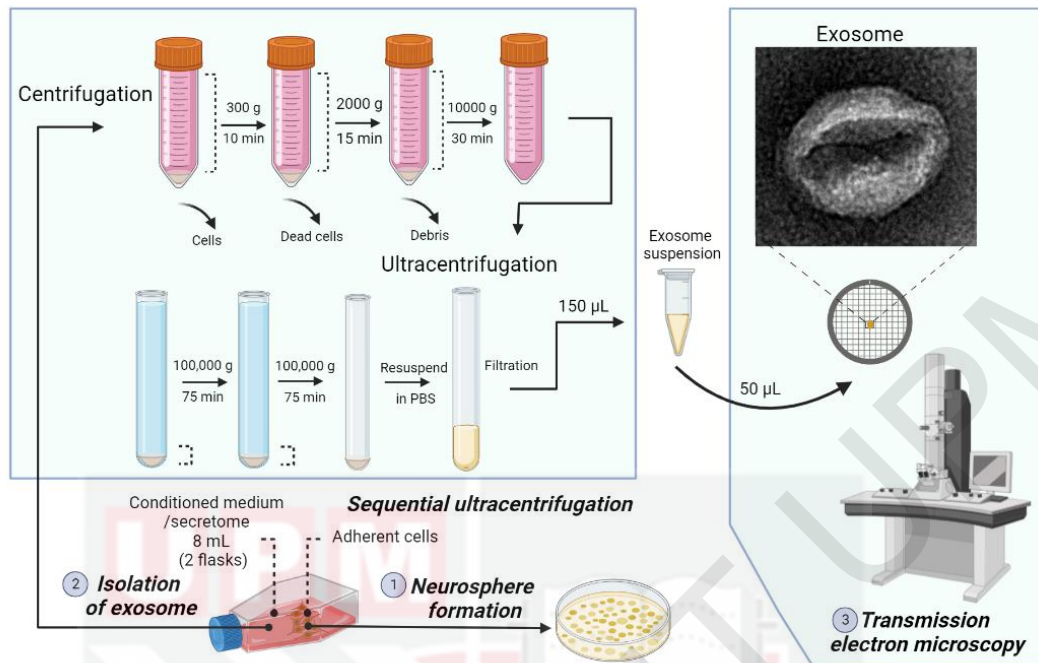 Centrifugation
300 g
10 min
2000 g
15 min
10000 g
30 min
Cells
Dead cells
Debris
Ultracentrifugation
100,000 g
75 min
100,000 g
75 min
Resuspend
in PBS
Filtration
150 µL
Exosome
suspension
50 µL
Exosome
Conditioned medium
/secretome
8 mL
(2 flasks)
Sequential ultracentrifugation
Adherent cells
2 Isolation
of exosome
1 Neurosphere
formation
3 Transmission
electron microscopy
UPM
T UPM